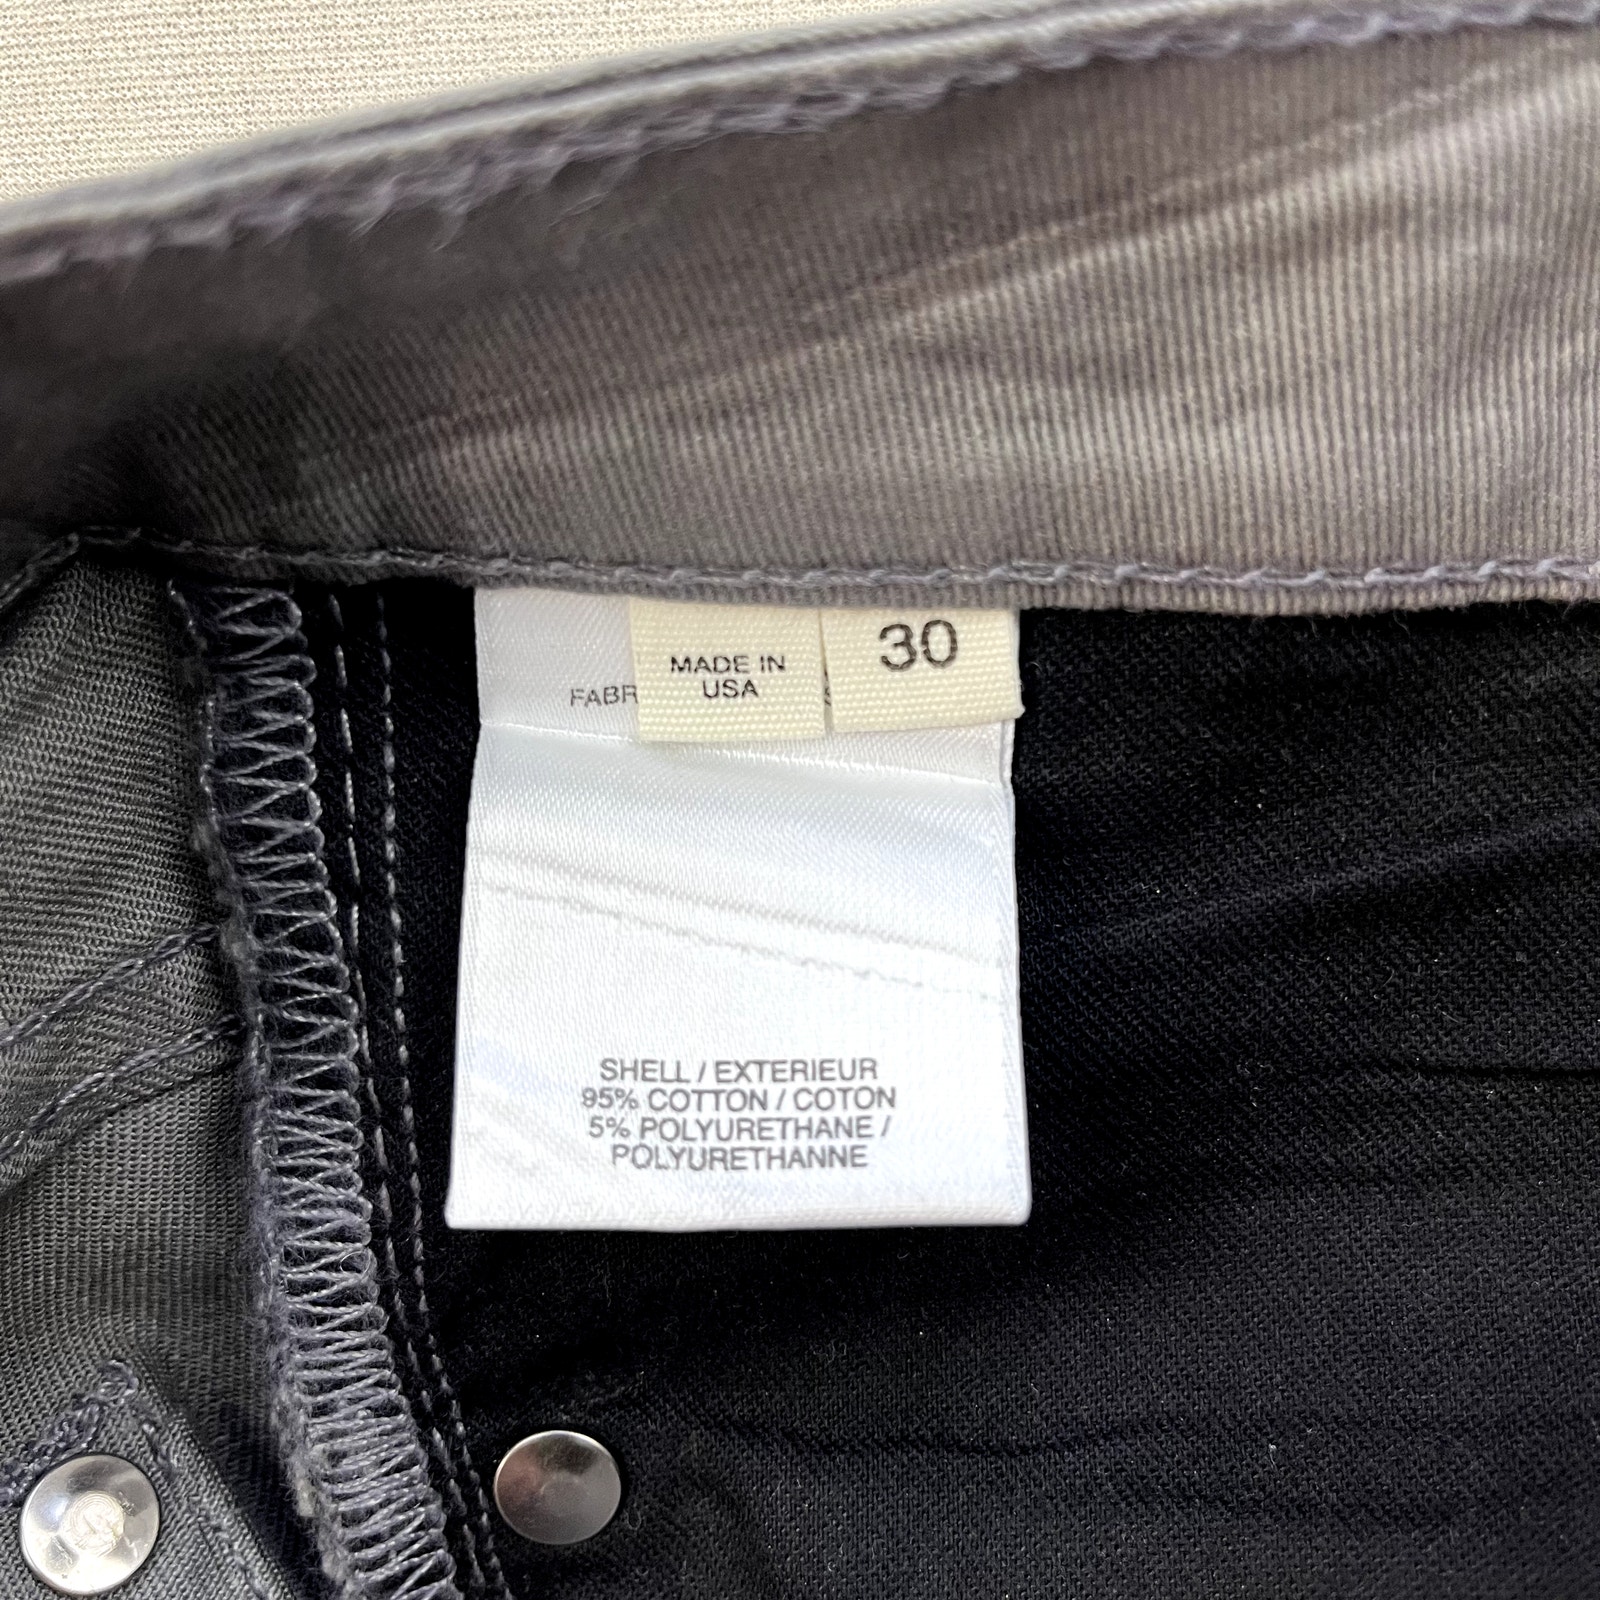 MADE IN
USA
30
SHELL / EXTERIEUR
95% COTTON / COTON
5% POLYURETHANE /
POLYURETHANNE